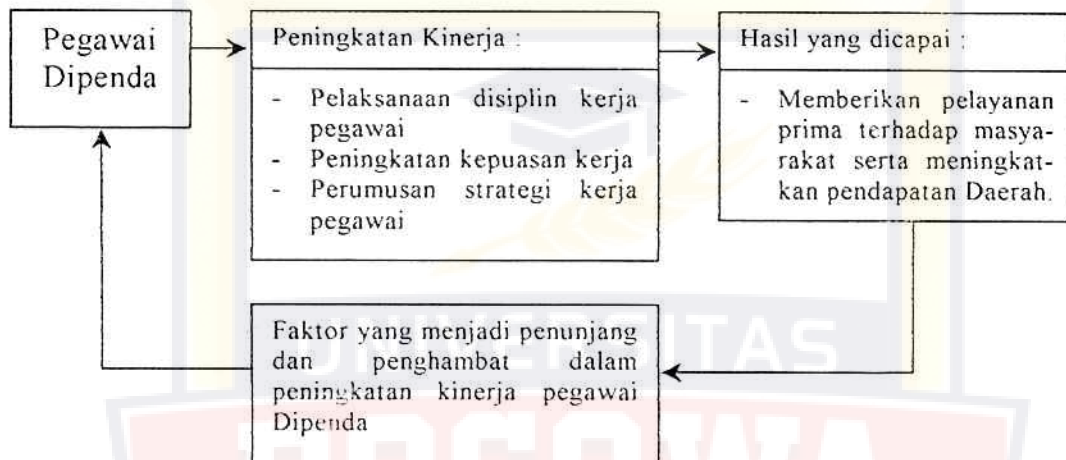 Pegawai
Dipenda
Peningkatan Kinerja :
- Pelaksanaan disiplin kerja
pegawai
- Peningkatan kepuasan kerja
- Perumusan strategi kerja
pegawai
Hasil yang dicapai :
- Memberikan pelayanan
prima terhadap masya-
rakat serta meningkat-
kan pendapatan Daerah.
Faktor yang menjadi penunjang
dan penghambat dalam
peningkatan kinerja pegawai
Dipenda
UNIVERSITAS
BOSOWA